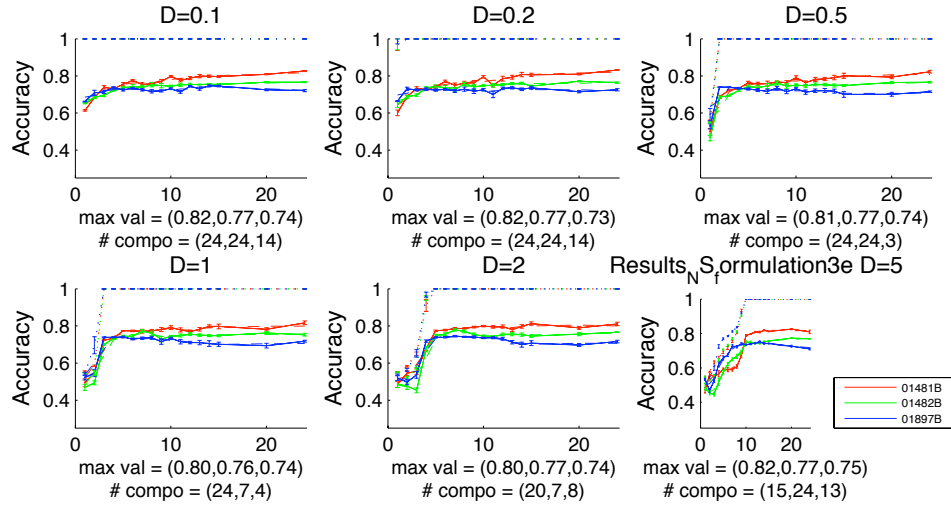 D=0.1
D=0.2
D=0.5
Accuracy
1
0.8
0.6
0.4
0
10
20
max val = (0.82,0.77,0.74)
# compo = (24,24,14)
Accuracy
1
0.8
0.6
0.4
0
10
20
max val = (0.82,0.77,0.73)
# compo = (24,24,14)
Accuracy
1
0.8
0.6
0.4
0
10
20
max val = (0.81,0.77,0.74)
# compo = (24,24,3)
D=1
D=2
Results_NS_formulation3e D=5
Accuracy
1
0.8
0.6
0.4
0
10
20
max val = (0.80,0.76,0.74)
# compo = (24,7,4)
Accuracy
1
0.8
0.6
0.4
0
10
20
max val = (0.80,0.77,0.74)
# compo = (20,7,8)
Accuracy
1
0.8
0.6
0.4
0
10
20
max val = (0.82,0.77,0.75)
# compo = (15,24,13)
01481B
01482B
01897B